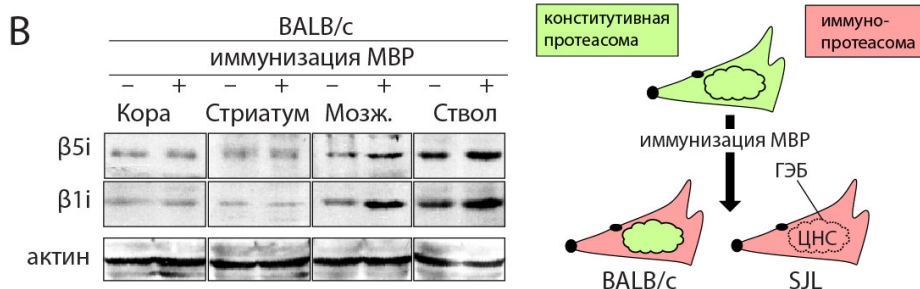 В
BALB/c
иммунизация MBP
– + – + – + – +
Кора Стриатум Мозж. Ствол
β5i
β1i
актин
конститутивная
протеасома
иммуно-
протеасома
иммунизация MBP
ГЭБ
ЦНС
BALB/c SJL